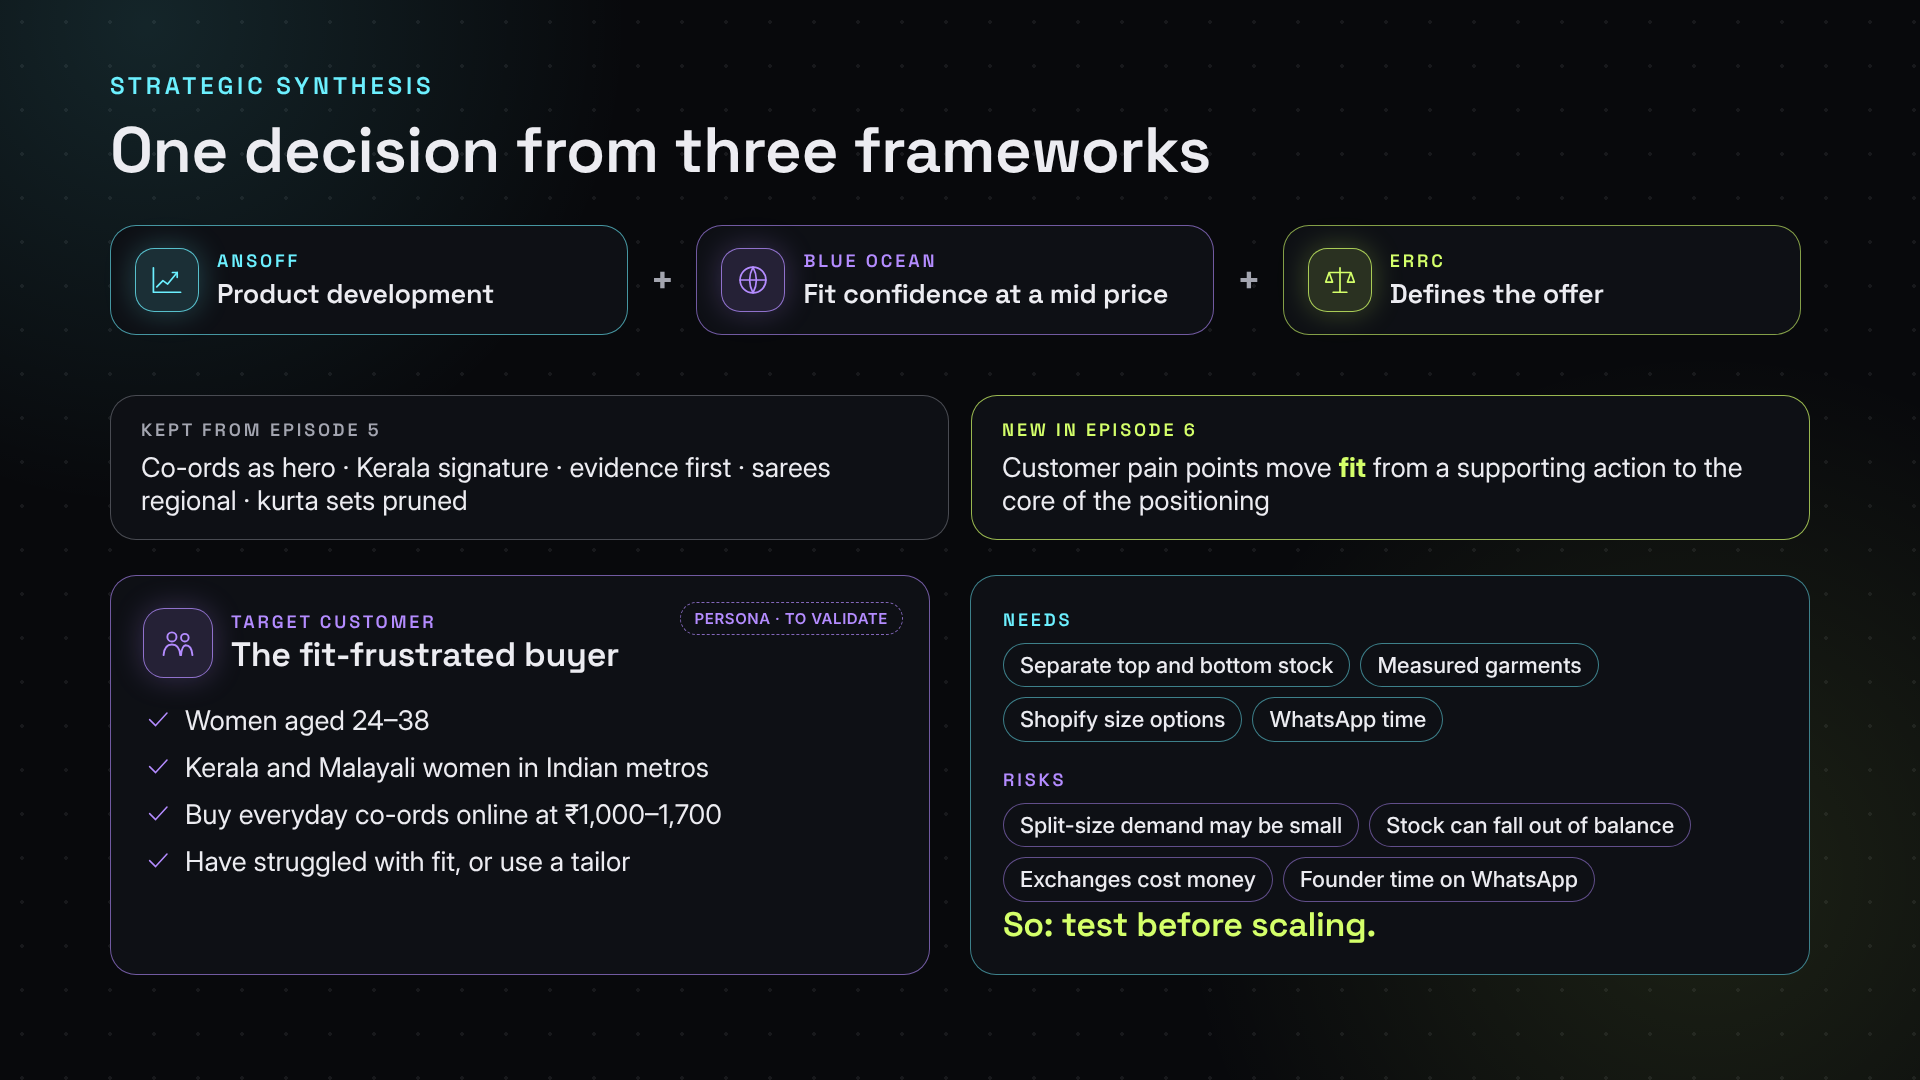 STRATEGIC SYNTHESIS
One decision from three frameworks
ANSOFF
Product development
+
BLUE OCEAN
Fit confidence at a mid price
+
ERRC
Defines the offer
KEPT FROM EPISODE 5
Co-ords as hero · Kerala signature · evidence first · sarees
regional · kurta sets pruned
NEW IN EPISODE 6
Customer pain points move fit from a supporting action to the
core of the positioning
TARGET CUSTOMER
The fit-frustrated buyer
PERSONA · TO VALIDATE
Women aged 24–38
Kerala and Malayali women in Indian metros
Buy everyday co-ords online at ₹1,000–1,700
Have struggled with fit, or use a tailor
NEEDS
Separate top and bottom stock
Measured garments
Shopify size options
WhatsApp time
RISKS
Split-size demand may be small
Stock can fall out of balance
Exchanges cost money
Founder time on WhatsApp
So: test before scaling.